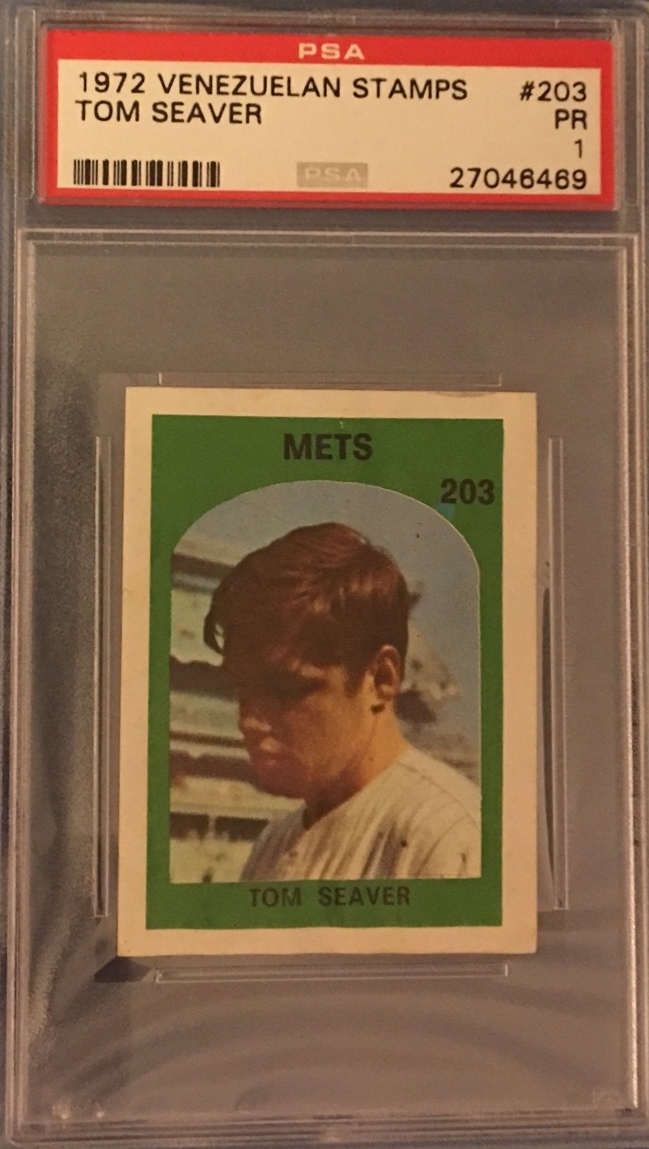 PSA
1972 VENEZUELAN STAMPS #203
TOM SEAVER PR
1
PSA 27046469
METS
203
TOM SEAVER